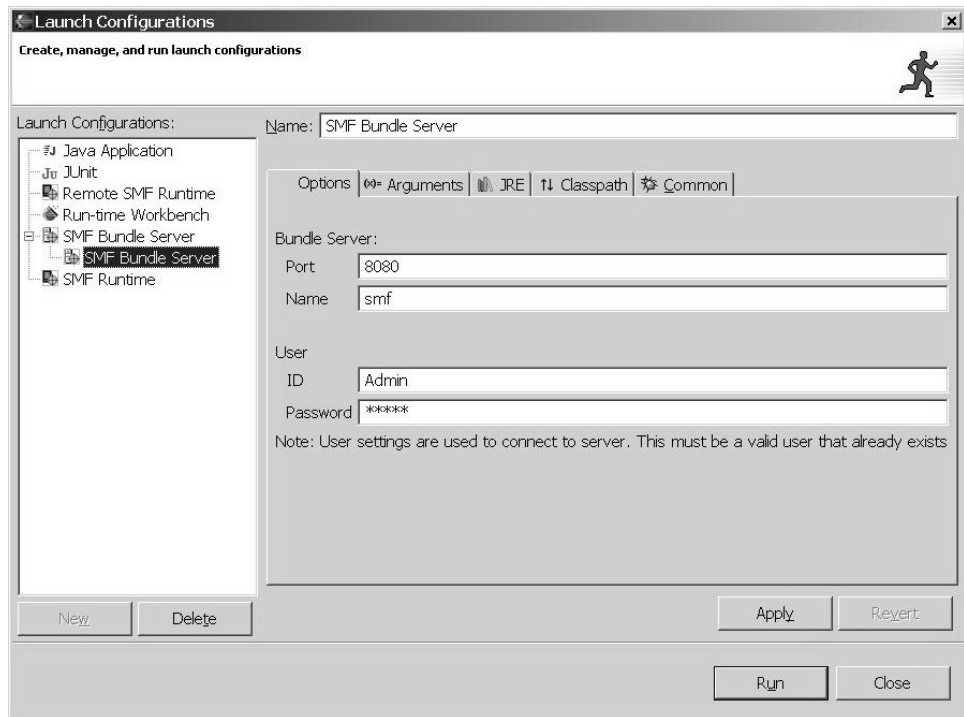 Launch Configurations
Create, manage, and run launch configurations
Launch Configurations:
Java Application
JUnit
Remote SMF Runtime
Run-time Workbench
SMF Bundle Server
SMF Bundle Server
SMF Runtime
New
Delete
Name: SMF Bundle Server
Options (x)= Arguments JRE Classpath Common
Bundle Server:
Port 8080
Name smf
User
ID Admin
Password *****
Note: User settings are used to connect to server. This must be a valid user that already exists
Apply Revert
Run Close